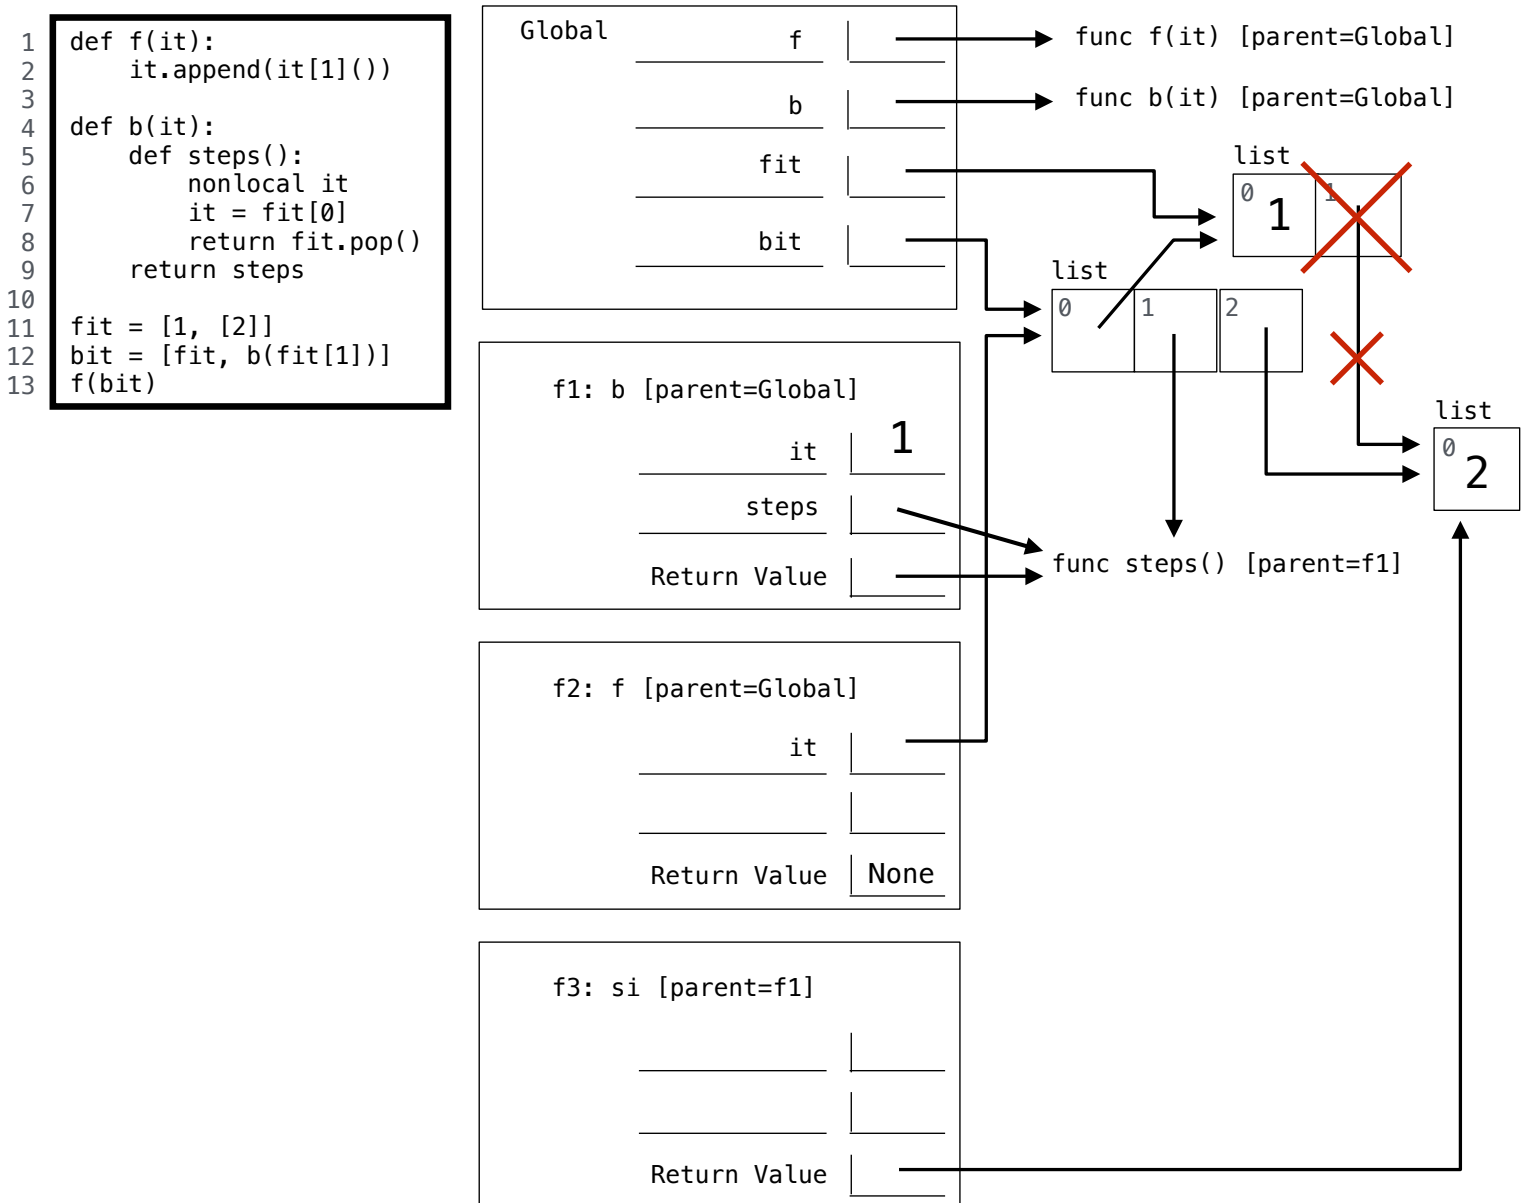 1 def f(it):
2     it.append(it[1]())
3
4 def b(it):
5     def steps():
6         nonlocal it
7         it = fit[0]
8         return fit.pop()
9     return steps
10
11 fit = [1, [2]]
12 bit = [fit, b(fit[1])]
13 f(bit)
Global
f
func f(it) [parent=Global]
b
func b(it) [parent=Global]
fit
list
0 1 1
bit
list
0 1 2
f1: b [parent=Global]
it 1
list
0 2
steps
func steps() [parent=f1]
Return Value
f2: f [parent=Global]
it
Return Value None
f3: si [parent=f1]
Return Value